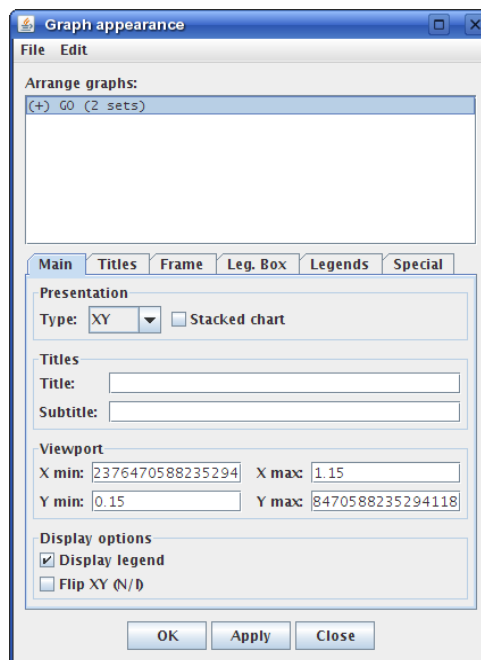 Graph appearance
File Edit
Arrange graphs:
(+) G0 (2 sets)
Main Titles Frame Leg. Box Legends Special
Presentation
Type: XY Stacked chart
Titles
Title:
Subtitle:
Viewport
X min: 2376470588235294 X max: 1.15
Y min: 0.15 Y max: 8470588235294118
Display options
Display legend
Flip XY (N/I)
OK Apply Close